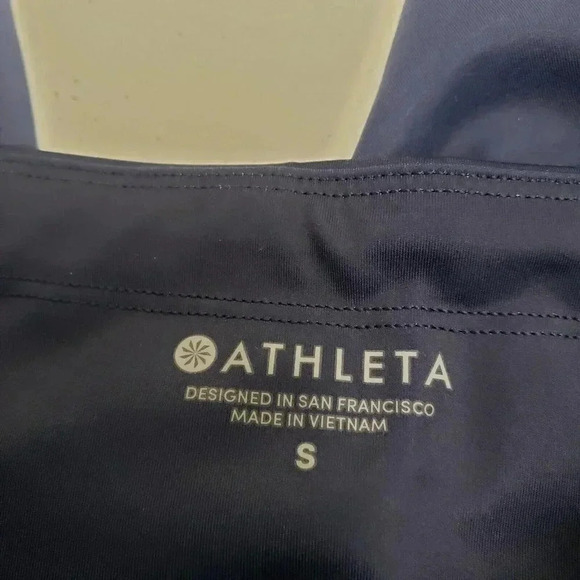 ATHLETA
DESIGNED IN SAN FRANCISCO
MADE IN VIETNAM
S